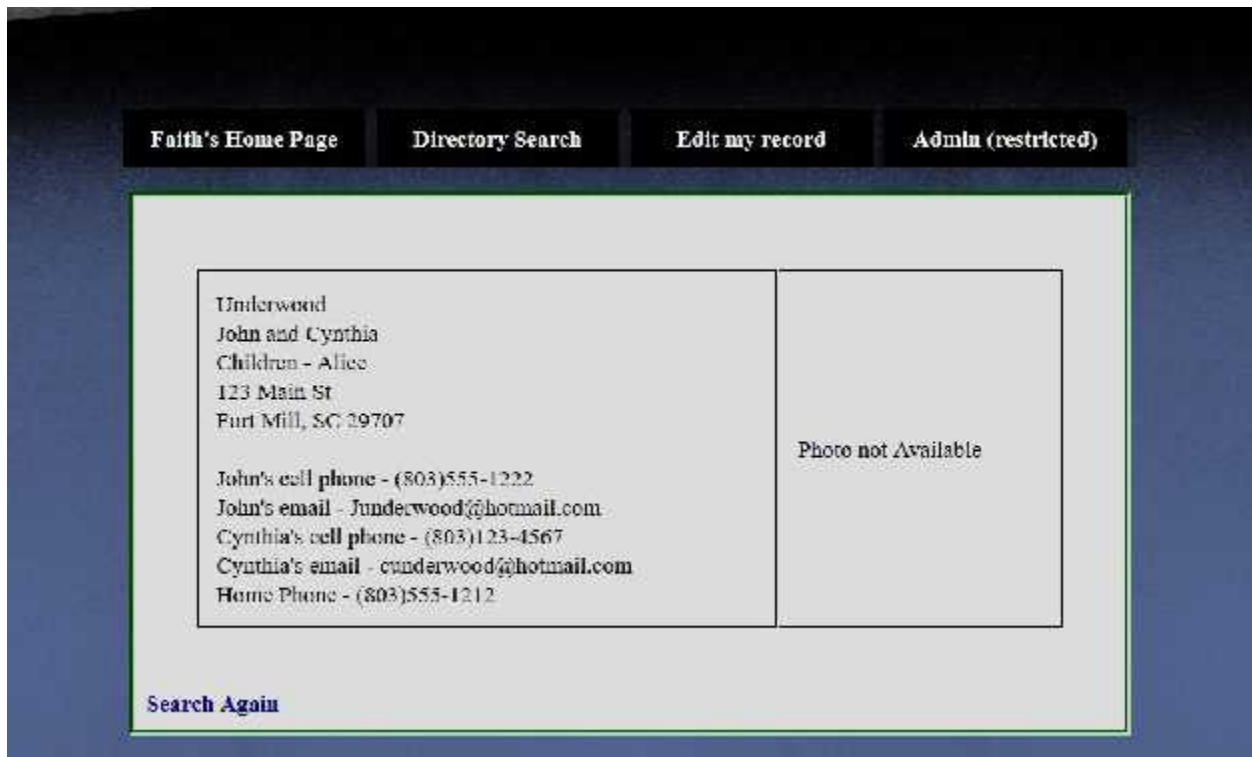 Faith's Home Page Directory Search Edit my record Admin (restricted)
Underwood
John and Cynthia
Children - Alice
123 Main St
Fort Mill, SC 29707
Photo not Available
John's cell phone - (803)555-1222
John's email - Junderwood@hotmail.com
Cynthia's cell phone - (803)123-4567
Cynthia's email - cunderwood@hotmail.com
Home Phone - (803)555-1212
Search Again